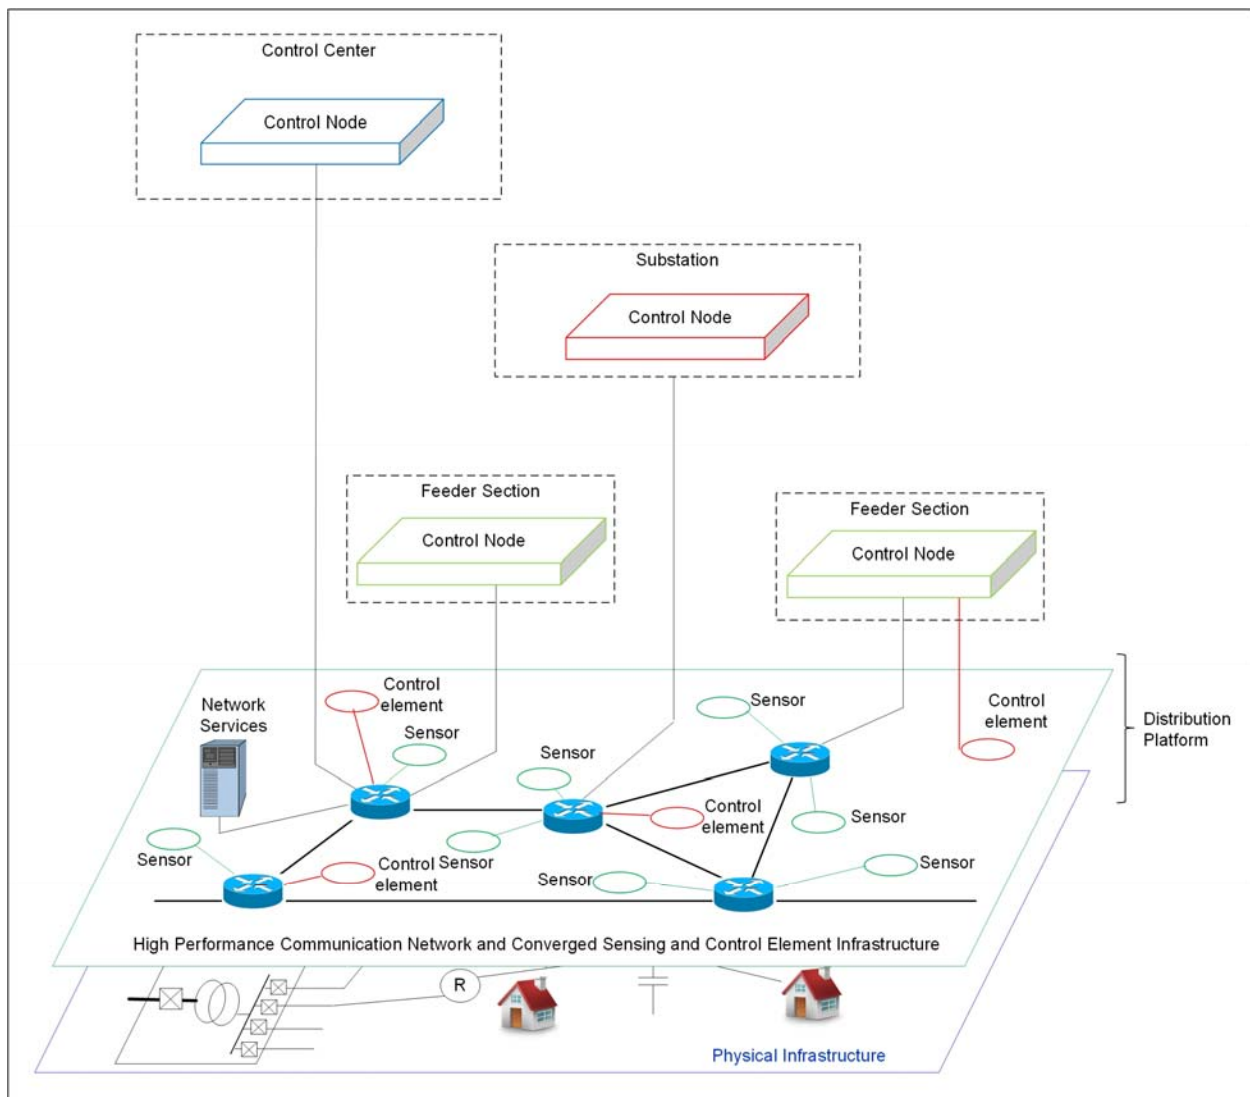 Control Center
Control Node
Substation
Control Node
Feeder Section
Control Node
Feeder Section
Control Node
Network
Services
Control
element
Sensor
Sensor
Sensor
Control
element
Distribution
Platform
Sensor
Control
element
Sensor
Sensor
Control
element
Sensor
Sensor
Sensor
High Performance Communication Network and Converged Sensing and Control Element Infrastructure
R
Physical Infrastructure